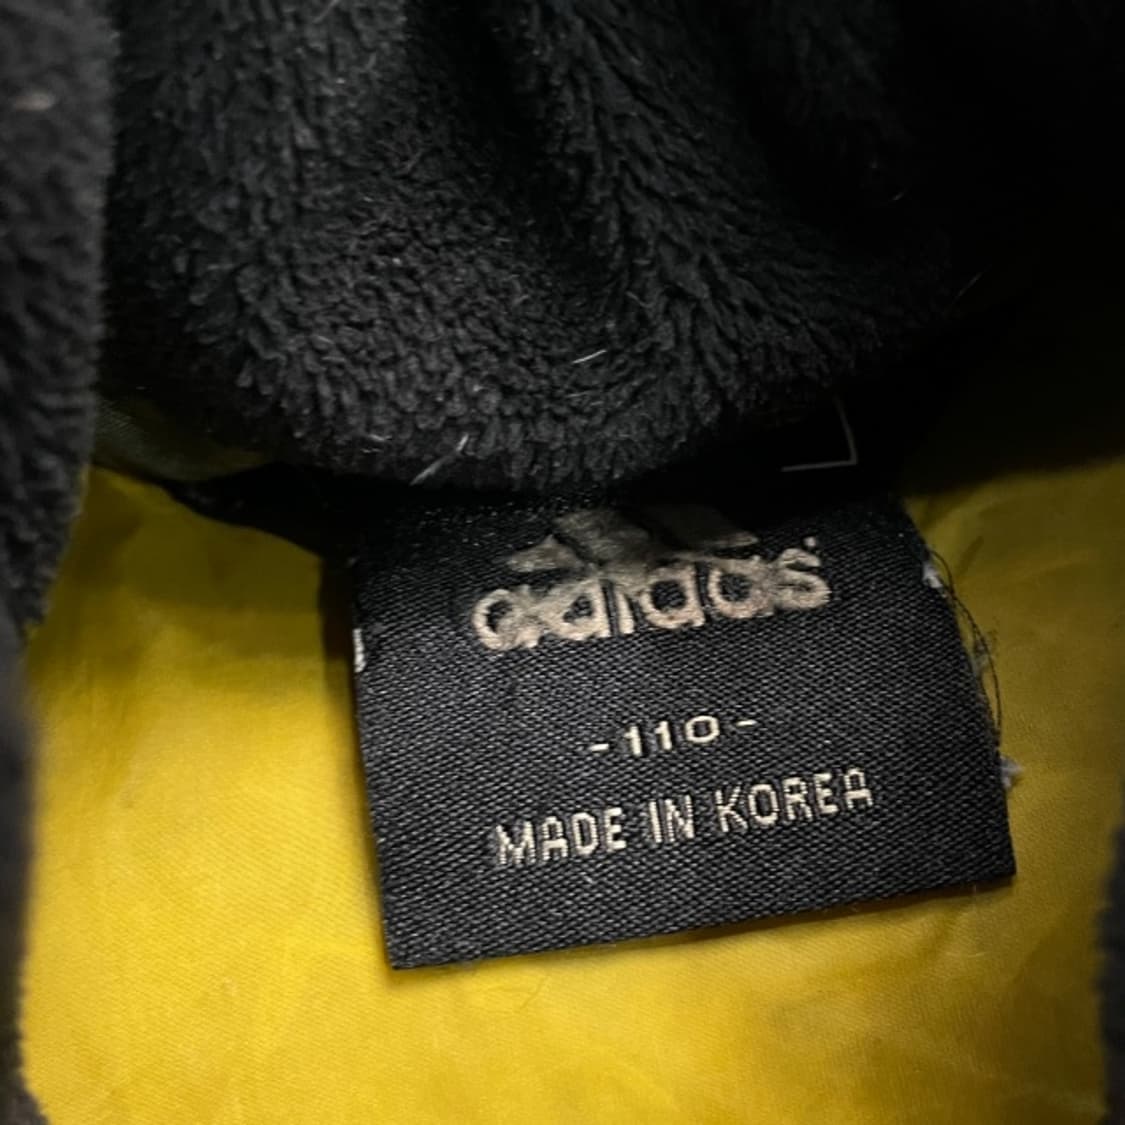 adidas
-110-
MADE IN KOREA